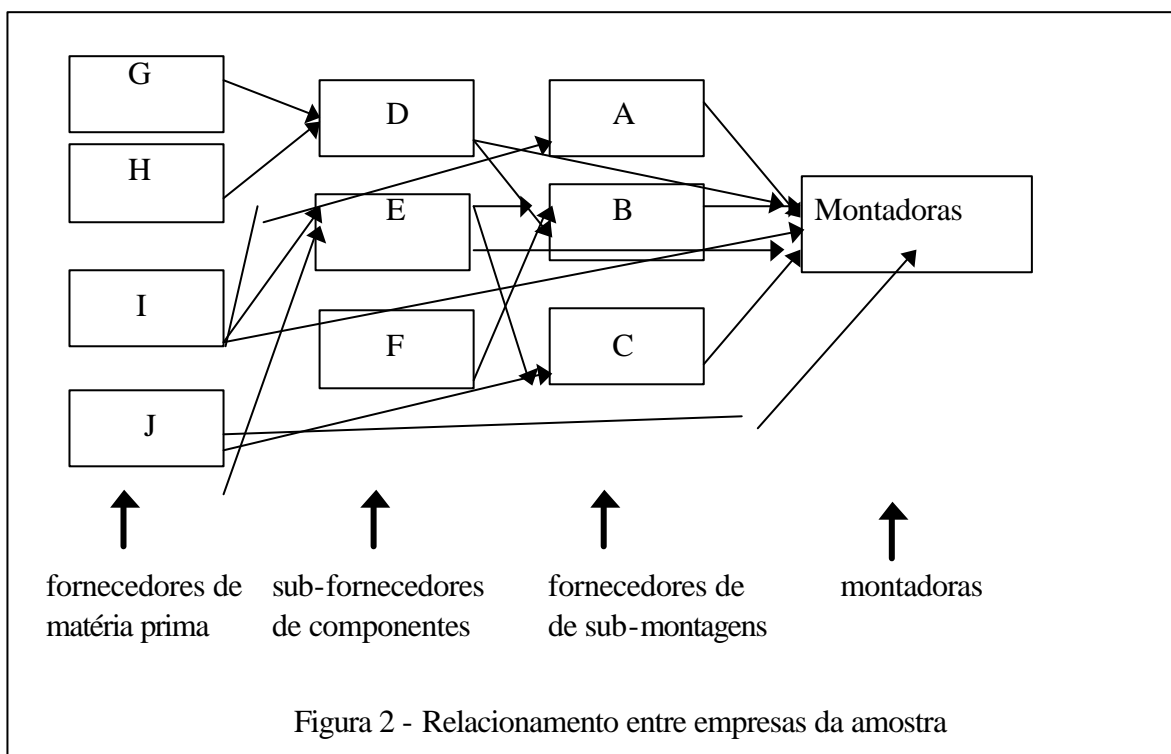 G
H
I
J
D
E
F
A
B
C
Montadoras
fornecedores de
matéria prima
sub-fornecedores
de componentes
fornecedores de
de sub-montagens
montadoras
Figura 2 - Relacionamento entre empresas da amostra